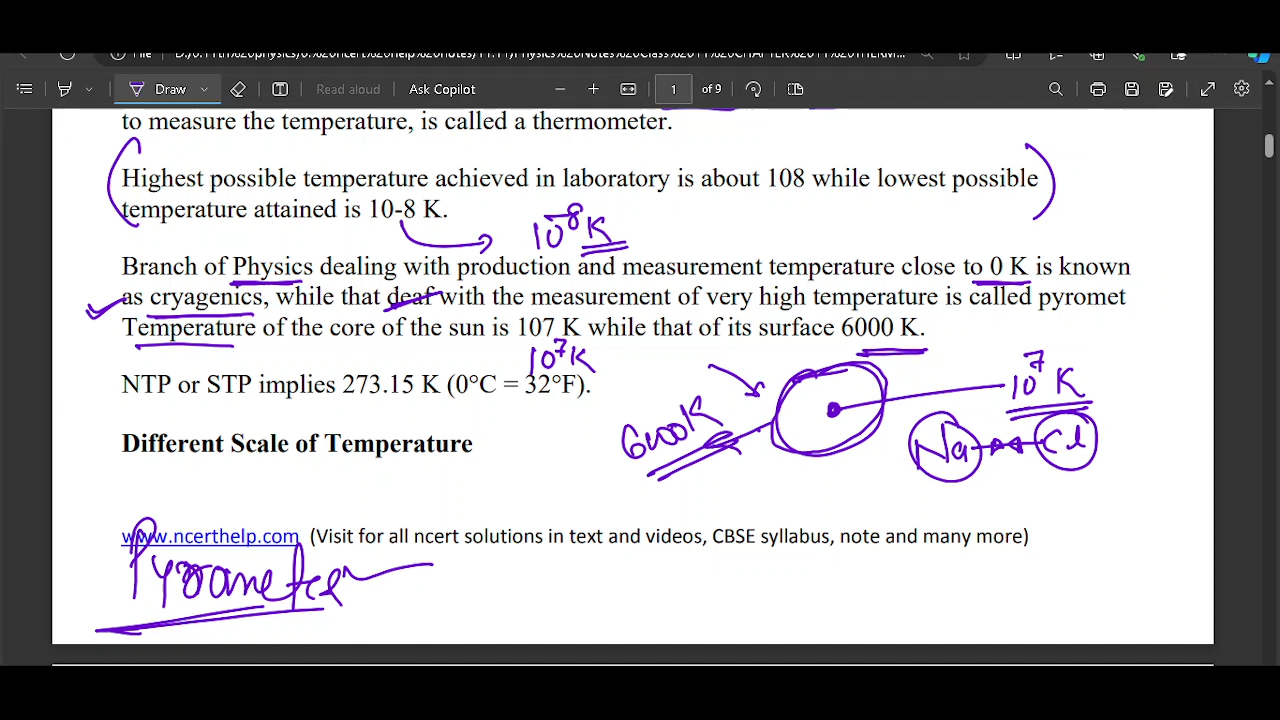 Draw
Read aloud
Ask Copilot
1
of 9
to measure the temperature, is called a thermometer.
Highest possible temperature achieved in laboratory is about 108 while lowest possible
temperature attained is 10-8 K.
10⁻⁸ K
Branch of Physics dealing with production and measurement temperature close to 0 K is known
as cryagenics, while that deaf with the measurement of very high temperature is called pyromet
Temperature of the core of the sun is 107 K while that of its surface 6000 K.
10⁷ K
NTP or STP implies 273.15 K (0°C = 32°F).
10⁷ K
6000K
Na
Cl
Different Scale of Temperature
www.ncerthelp.com (Visit for all ncert solutions in text and videos, CBSE syllabus, note and many more)
Pyrometer